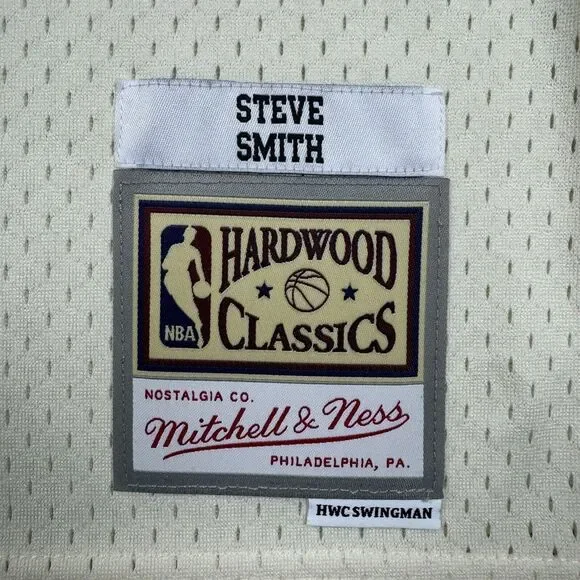 STEVE
SMITH
HARDWOOD
CLASSICS
NBA
NOSTALGIA CO.
Mitchell & Ness
PHILADELPHIA, PA.
HWC SWINGMAN